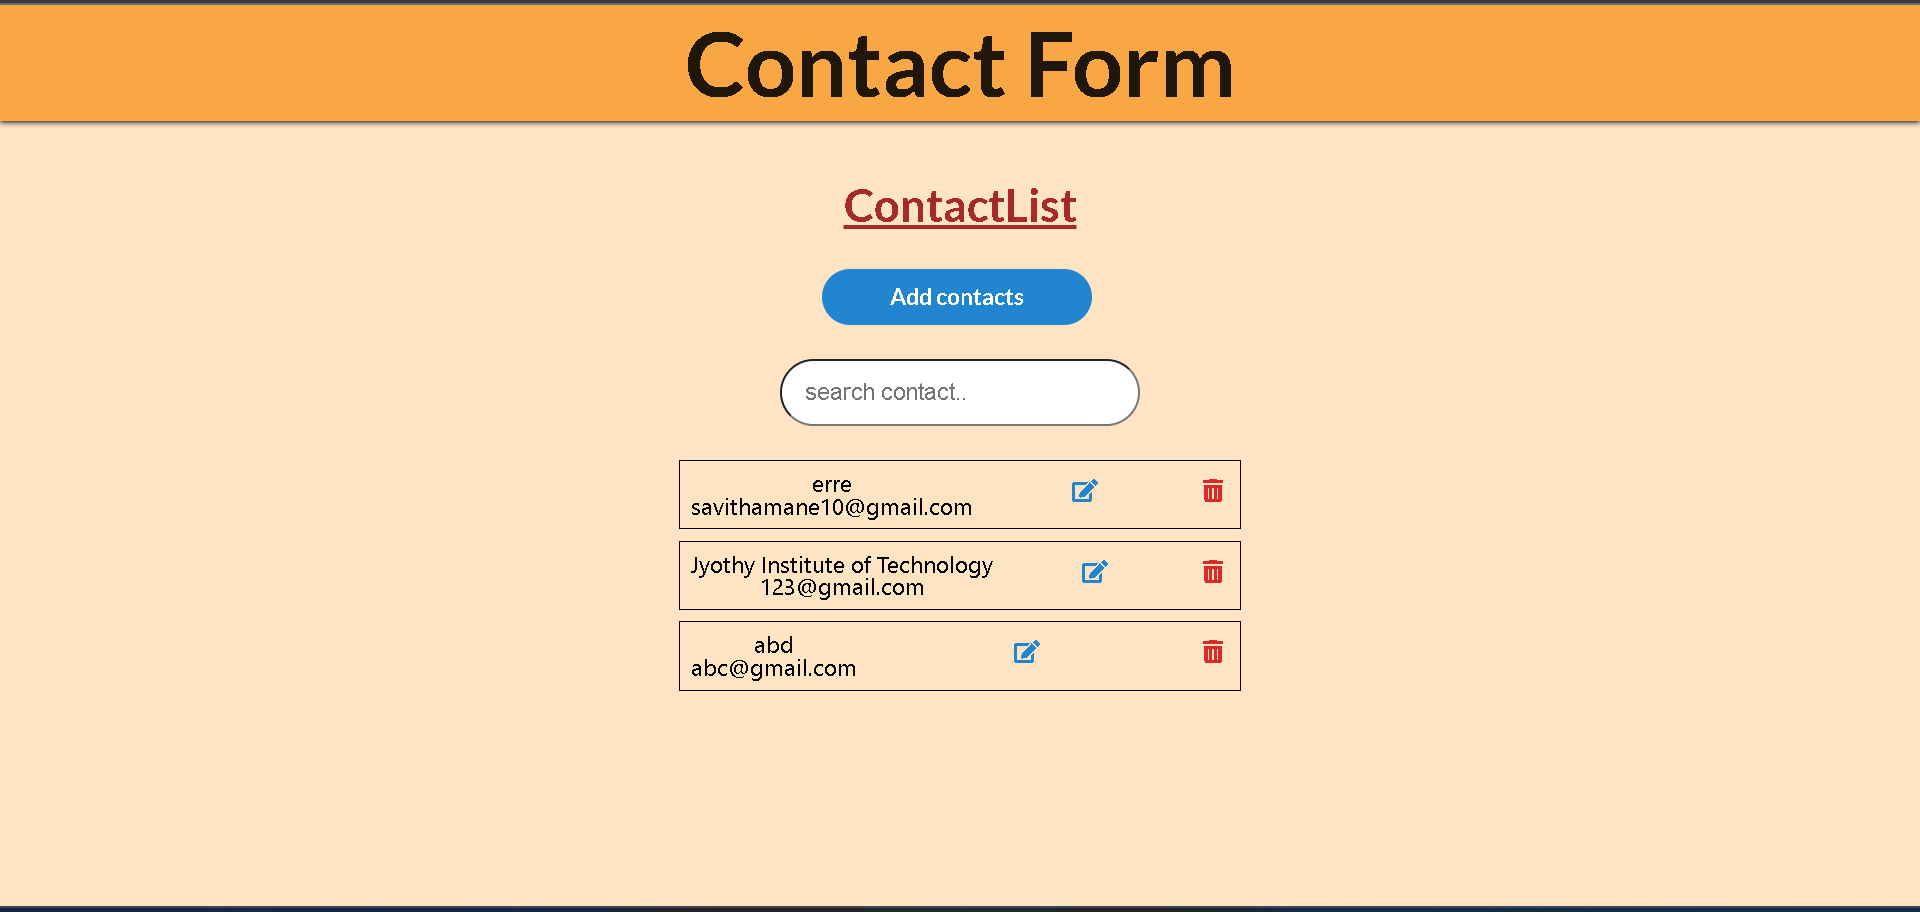 Contact Form
ContactList
Add contacts
search contact..
erre
savithamane10@gmail.com
Jyothy Institute of Technology
123@gmail.com
abd
abc@gmail.com